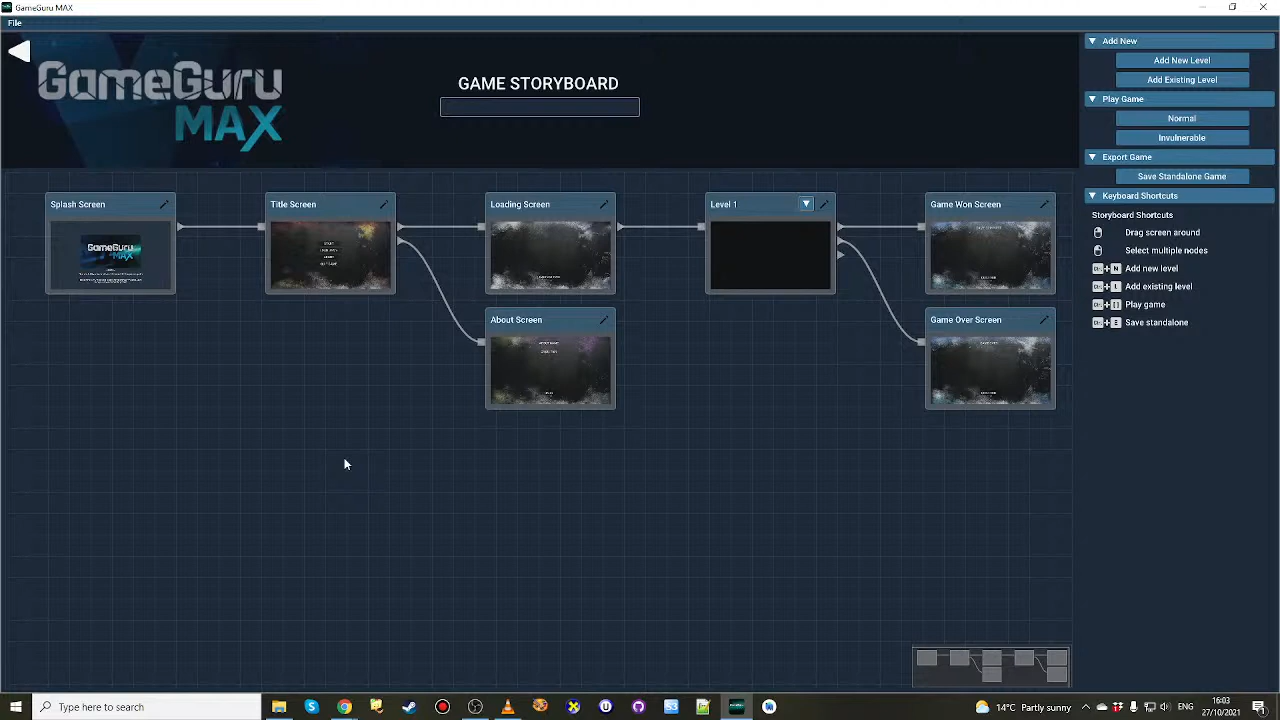 GameGuru MAX
File
GameGuru
MAX
GAME STORYBOARD
Add New
Add New Level
Add Existing Level
Play Game
Normal
Invulnerable
Export Game
Save Standalone Game
Keyboard Shortcuts
Storyboard Shortcuts
Drag screen around
Select multiple nodes
Add new level
Add existing level
Play game
Save standalone
Splash Screen
GameGuru
MAX
Title Screen
Loading Screen
Level 1
Game Won Screen
About Screen
Game Over Screen
Type here to search
14°C Partly sunny
ENG
16:03
27/10/2021